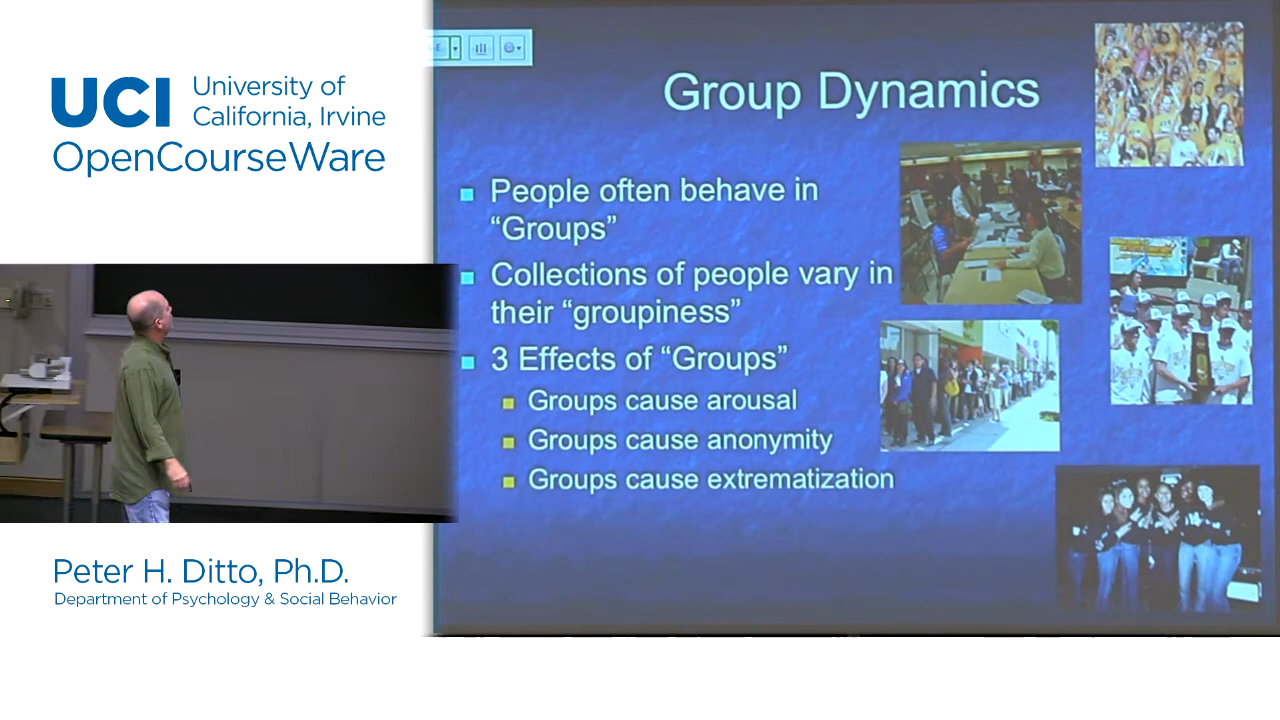 UCI University of
California, Irvine
OpenCourseWare
Group Dynamics
People often behave in
“Groups”
Collections of people vary in
their “groupiness”
3 Effects of “Groups”
Groups cause arousal
Groups cause anonymity
Groups cause extrematization
Peter H. Ditto, Ph.D.
Department of Psychology & Social Behavior